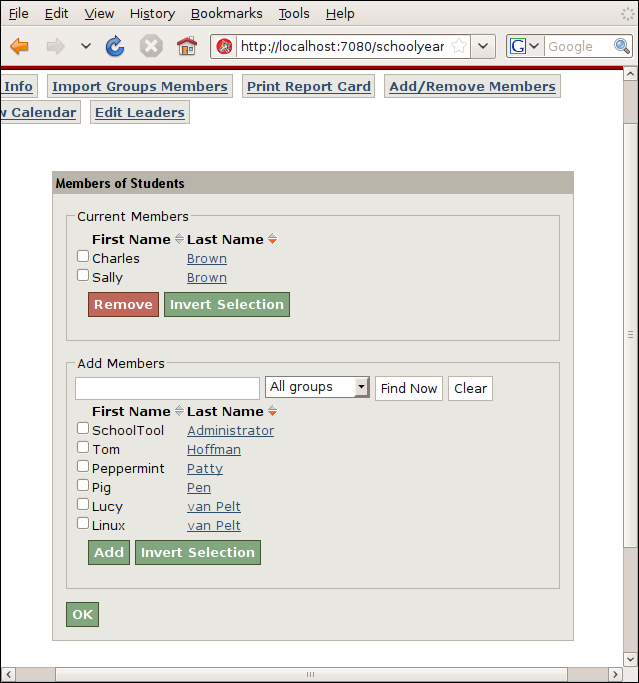 File Edit View History Bookmarks Tools Help
http://localhost:7080/schoolyear Google
Info Import Groups Members Print Report Card Add/Remove Members
w Calendar Edit Leaders
Members of Students
Current Members
First Name Last Name
Charles Brown
Sally Brown
Remove Invert Selection
Add Members
All groups Find Now Clear
First Name Last Name
SchoolTool Administrator
Tom Hoffman
Peppermint Patty
Pig Pen
Lucy van Pelt
Linux van Pelt
Add Invert Selection
OK